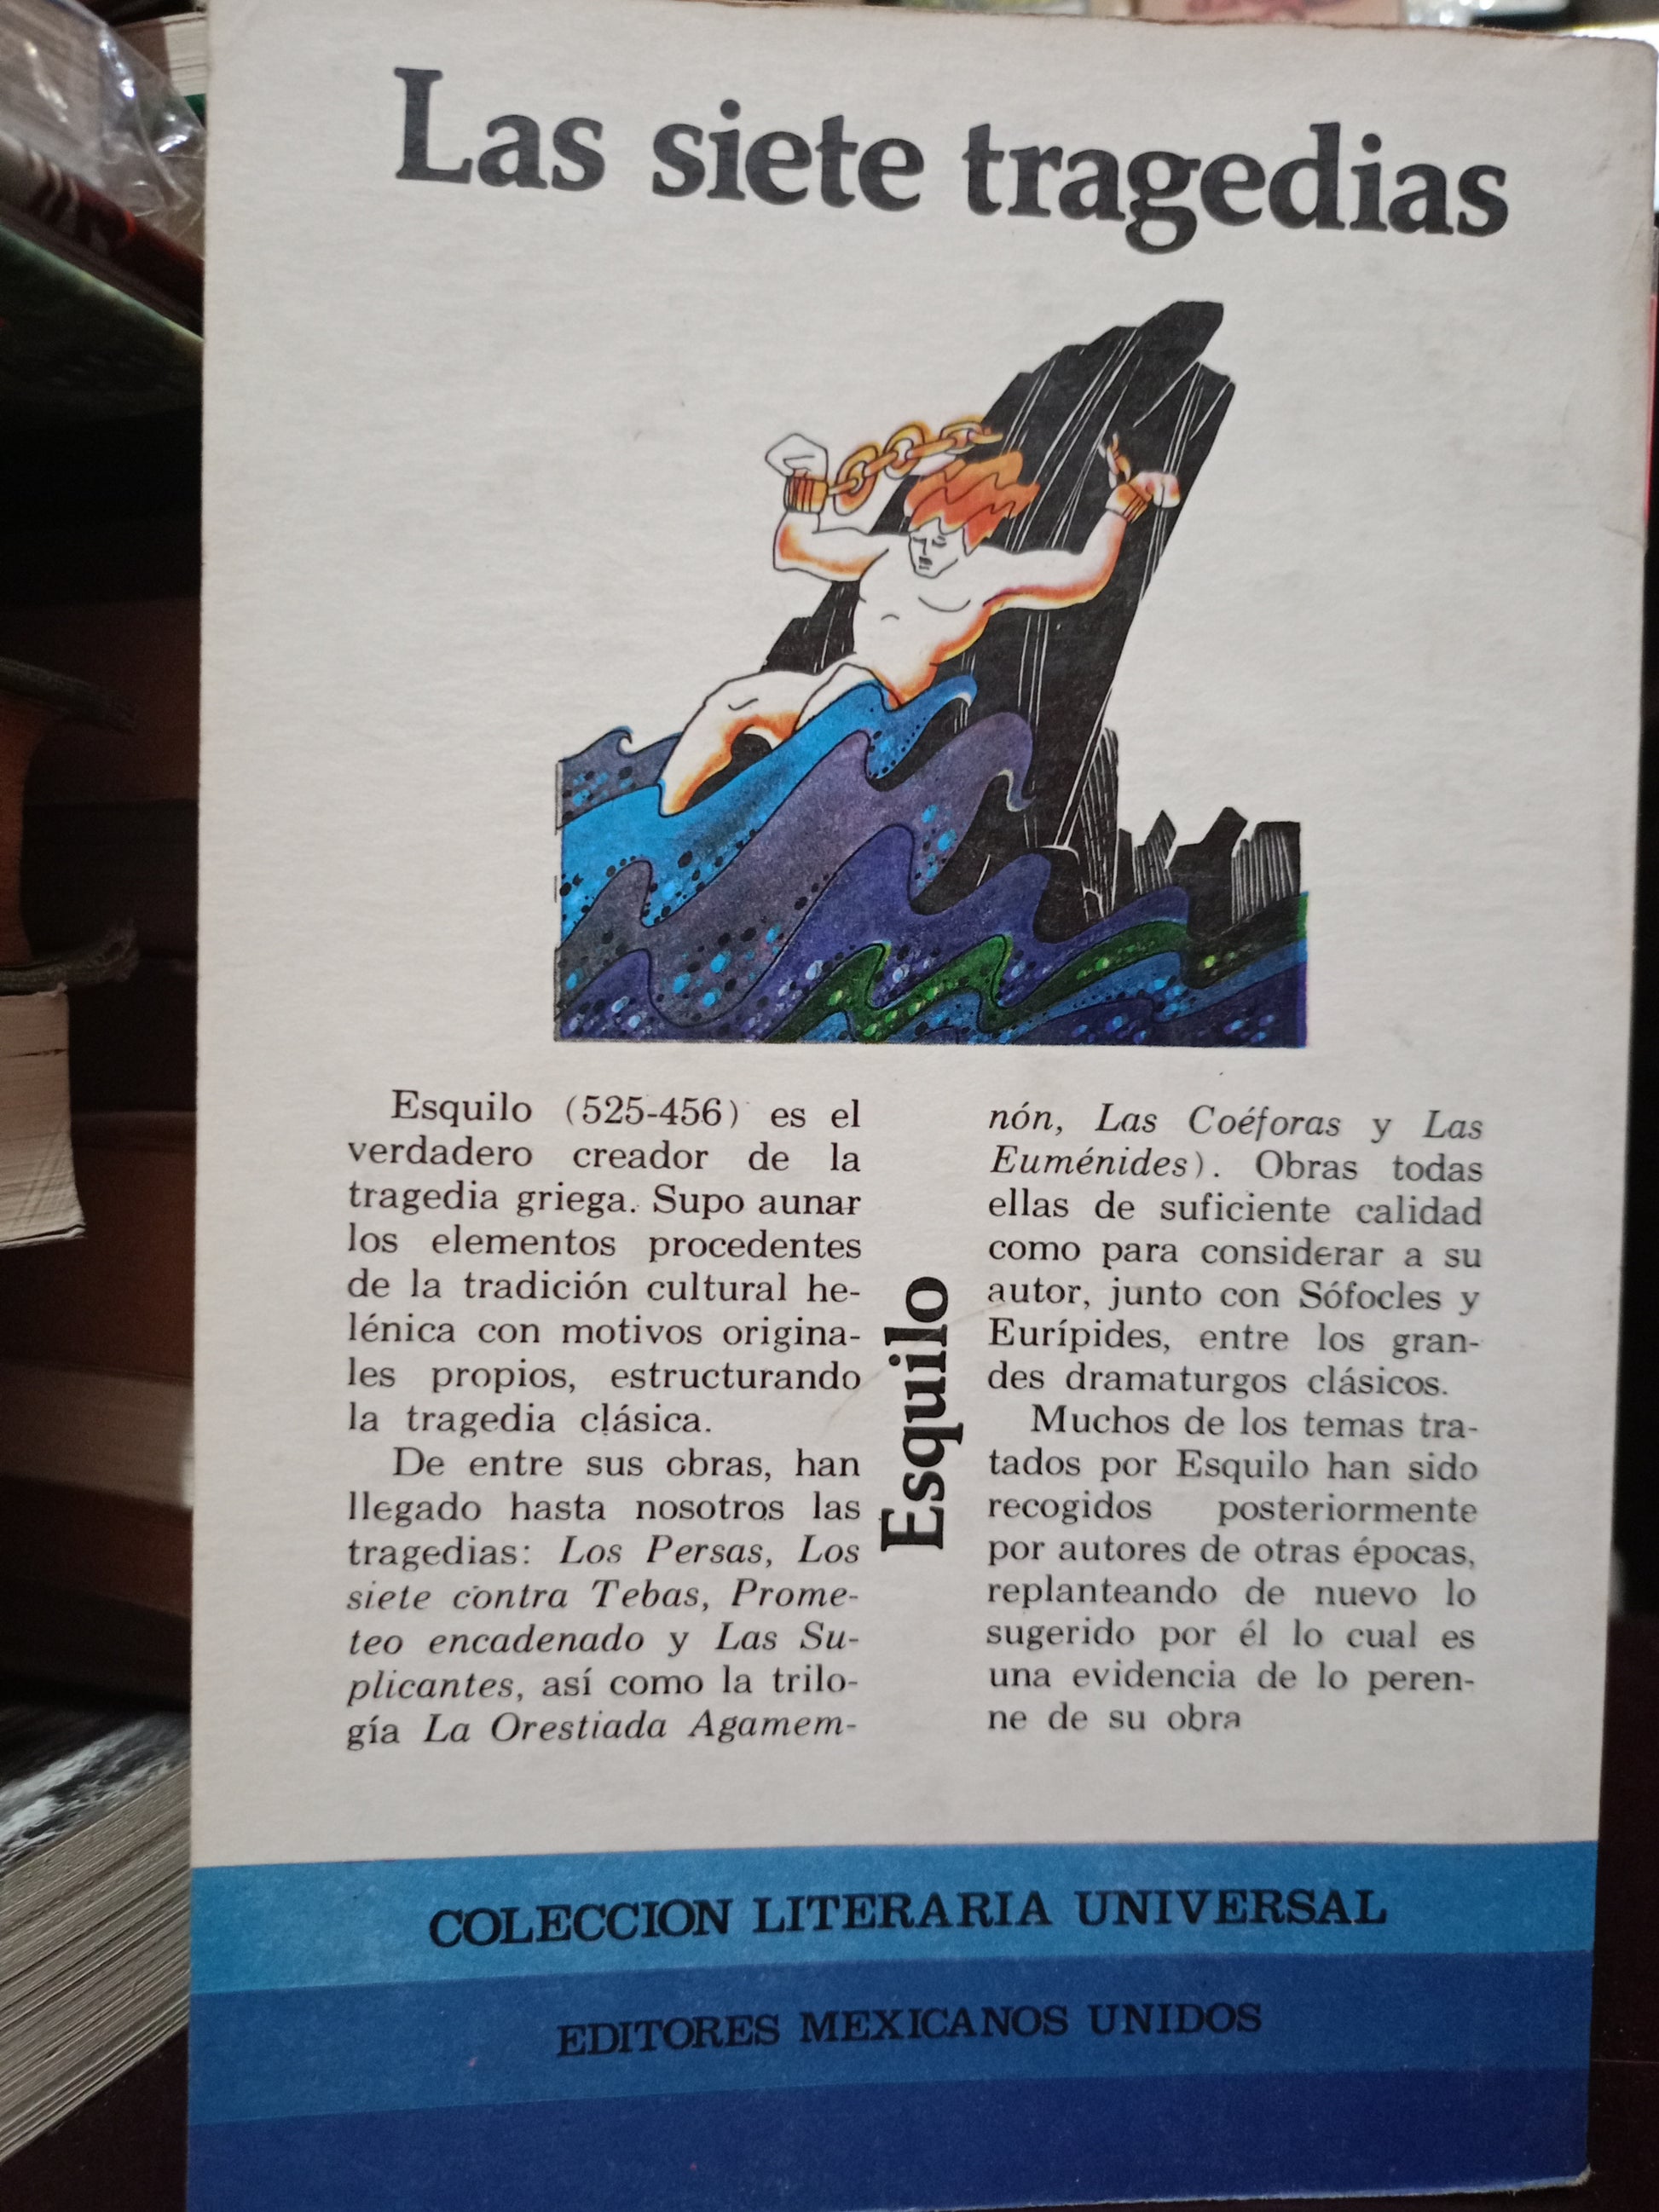 Las siete tragedias
Esquilo (525-456) es el
verdadero creador de la
tragedia griega. Supo aunar
los elementos procedentes
de la tradición cultural he-
lénica con motivos origina-
les propios, estructurando
la tragedia clásica.
De entre sus obras, han
llegado hasta nosotros las
tragedias: Los Persas, Los
siete contra Tebas, Prome-
teo encadenado y Las Su-
plicantes, así como la trilo-
gía La Orestiada Agamem-
Esquilo
nón, Las Coéforas y Las
Euménides). Obras todas
ellas de suficiente calidad
como para considerar a su
autor, junto con Sófocles y
Eurípides, entre los gran-
des dramaturgos clásicos.
Muchos de los temas tra-
tados por Esquilo han sido
recogidos posteriormente
por autores de otras épocas,
replanteando de nuevo lo
sugerido por él lo cual es
una evidencia de lo peren-
ne de su obra
COLECCION LITERARIA UNIVERSAL
EDITORES MEXICANOS UNIDOS